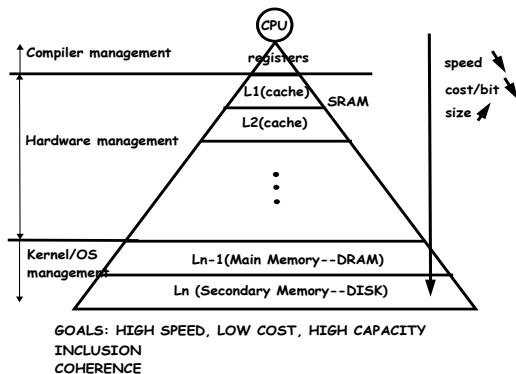 CPU
Compiler management
registers
speed
L1(cache)
SRAM
cost/bit
size
L2(cache)
Hardware management
Kernel/OS
management
Ln-1(Main Memory--DRAM)
Ln (Secondary Memory--DISK)
GOALS: HIGH SPEED, LOW COST, HIGH CAPACITY
INCLUSION
COHERENCE